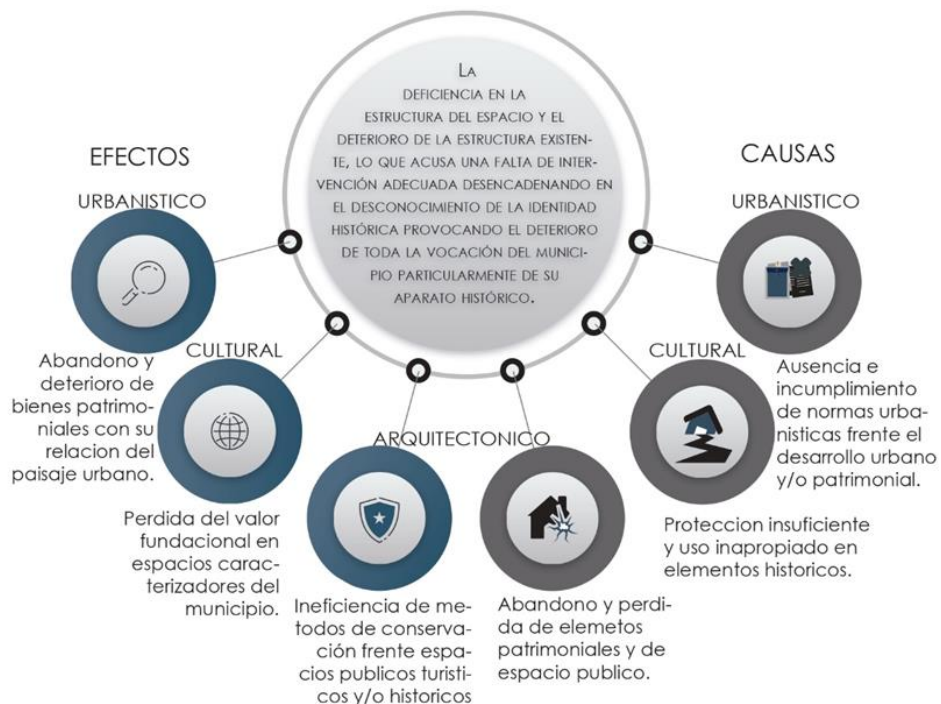 LA
DEFICIENCIA EN LA
ESTRUCTURA DEL ESPACIO Y EL
DETERIORO DE LA ESTRUCTURA EXISTEN-
TE, LO QUE ACUSA UNA FALTA DE INTER-
VENCIÓN ADECUADA DESENCADENANDO EN
EL DESCONOCIMIENTO DE LA IDENTIDAD
HISTÓRICA PROVOCANDO EL DETERIORO
DE TODA LA VOCACIÓN DEL MUNICI-
PIO PARTICULARMENTE DE SU
APARATO HISTÓRICO.
EFECTOS
URBANISTICO
Abandono y
deterioro de
bienes patrimo-
niales con su
relacion del
paisaje urbano.
CULTURAL
Perdida del valor
fundacional en
espacios carac-
terizadores del
municipio.
ARQUITECTONICO
Ineficiencia de me-
todos de conserva-
ción frente espa-
cios publicos turisti-
cos y/o historicos
Abandono y perdi-
da de elemetos
patrimoniales y de
espacio publico.
CAUSAS
URBANISTICO
Ausencia e
incumplimiento
de normas urba-
nisticas frente el
desarrollo urbano
y/o patrimonial.
CULTURAL
Proteccion insuficiente
y uso inapropiado en
elementos historicos.